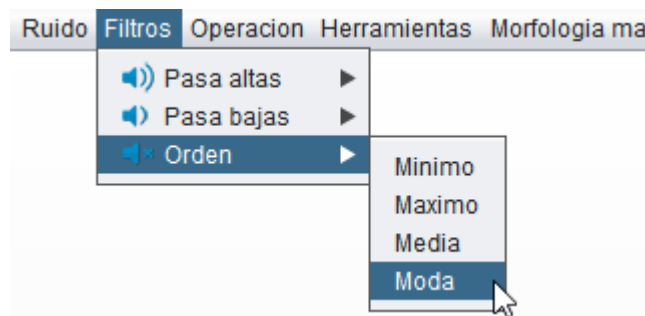 Ruido Filtros Operacion Herramientas Morfologia ma
Pasa altas
Pasa bajas
Orden
Minimo
Maximo
Media
Moda